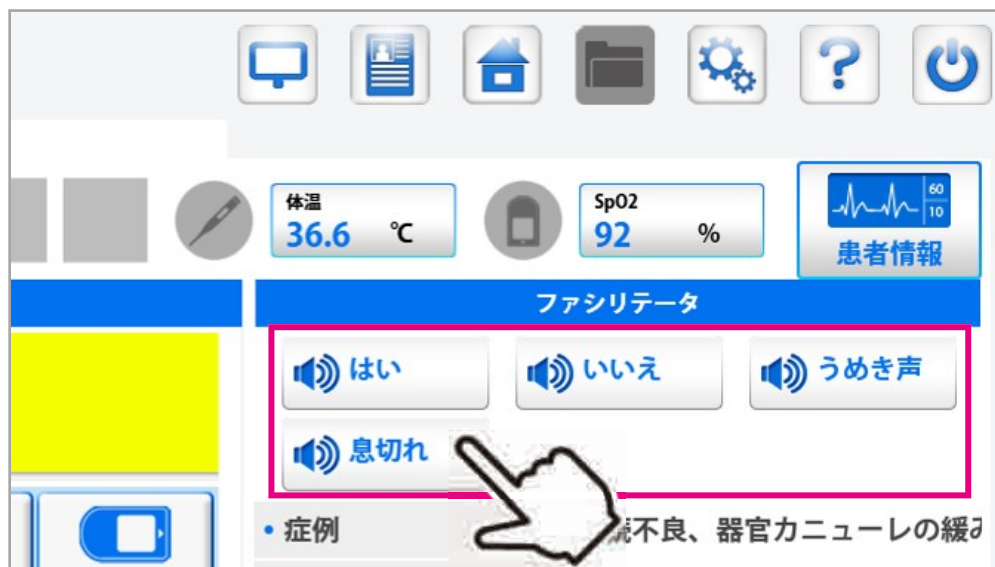 ?
体温
36.6 ℃
SpO2
92 %
60
10
患者情報
ファシリテータ
はい
いいえ
うめき声
息切れ
• 症例
続不良、器官カニューレの緩み